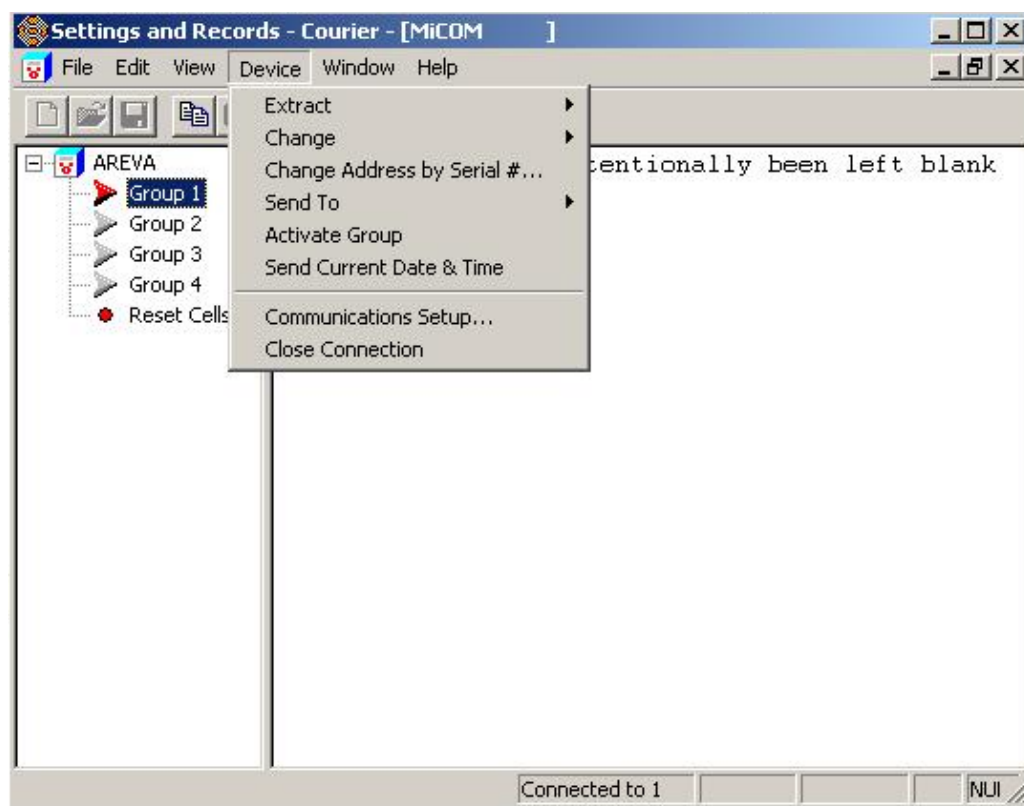 Settings and Records - Courier - [MiCOM ]
File Edit View Device Window Help
Extract
Change
Change Address by Serial #...
Send To
Activate Group
Send Current Date & Time
Communications Setup...
Close Connection
AREVA
Group 1
Group 2
Group 3
Group 4
Reset Cells
been left blank
Connected to 1